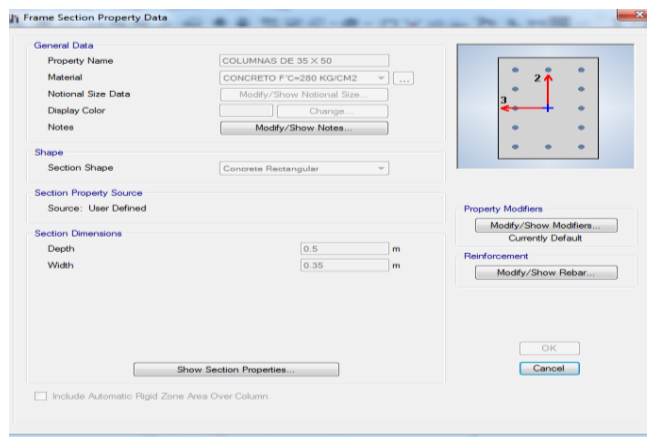 Frame Section Property Data
General Data
Property Name COLUMNAS DE 35 X 50
Material CONCRETO F'C=280 KG/CM2 ...
Notional Size Data Modify/Show Notional Size...
Display Color Change...
Notes Modify/Show Notes...
Shape
Section Shape Concrete Rectangular
Section Property Source
Source: User Defined
Section Dimensions
Depth 0.5 m
Width 0.35 m
Show Section Properties...
Include Automatic Rigid Zone Area Over Column
2
3
Property Modifiers
Modify/Show Modifiers...
Currently Default
Reinforcement
Modify/Show Rebar...
OK
Cancel